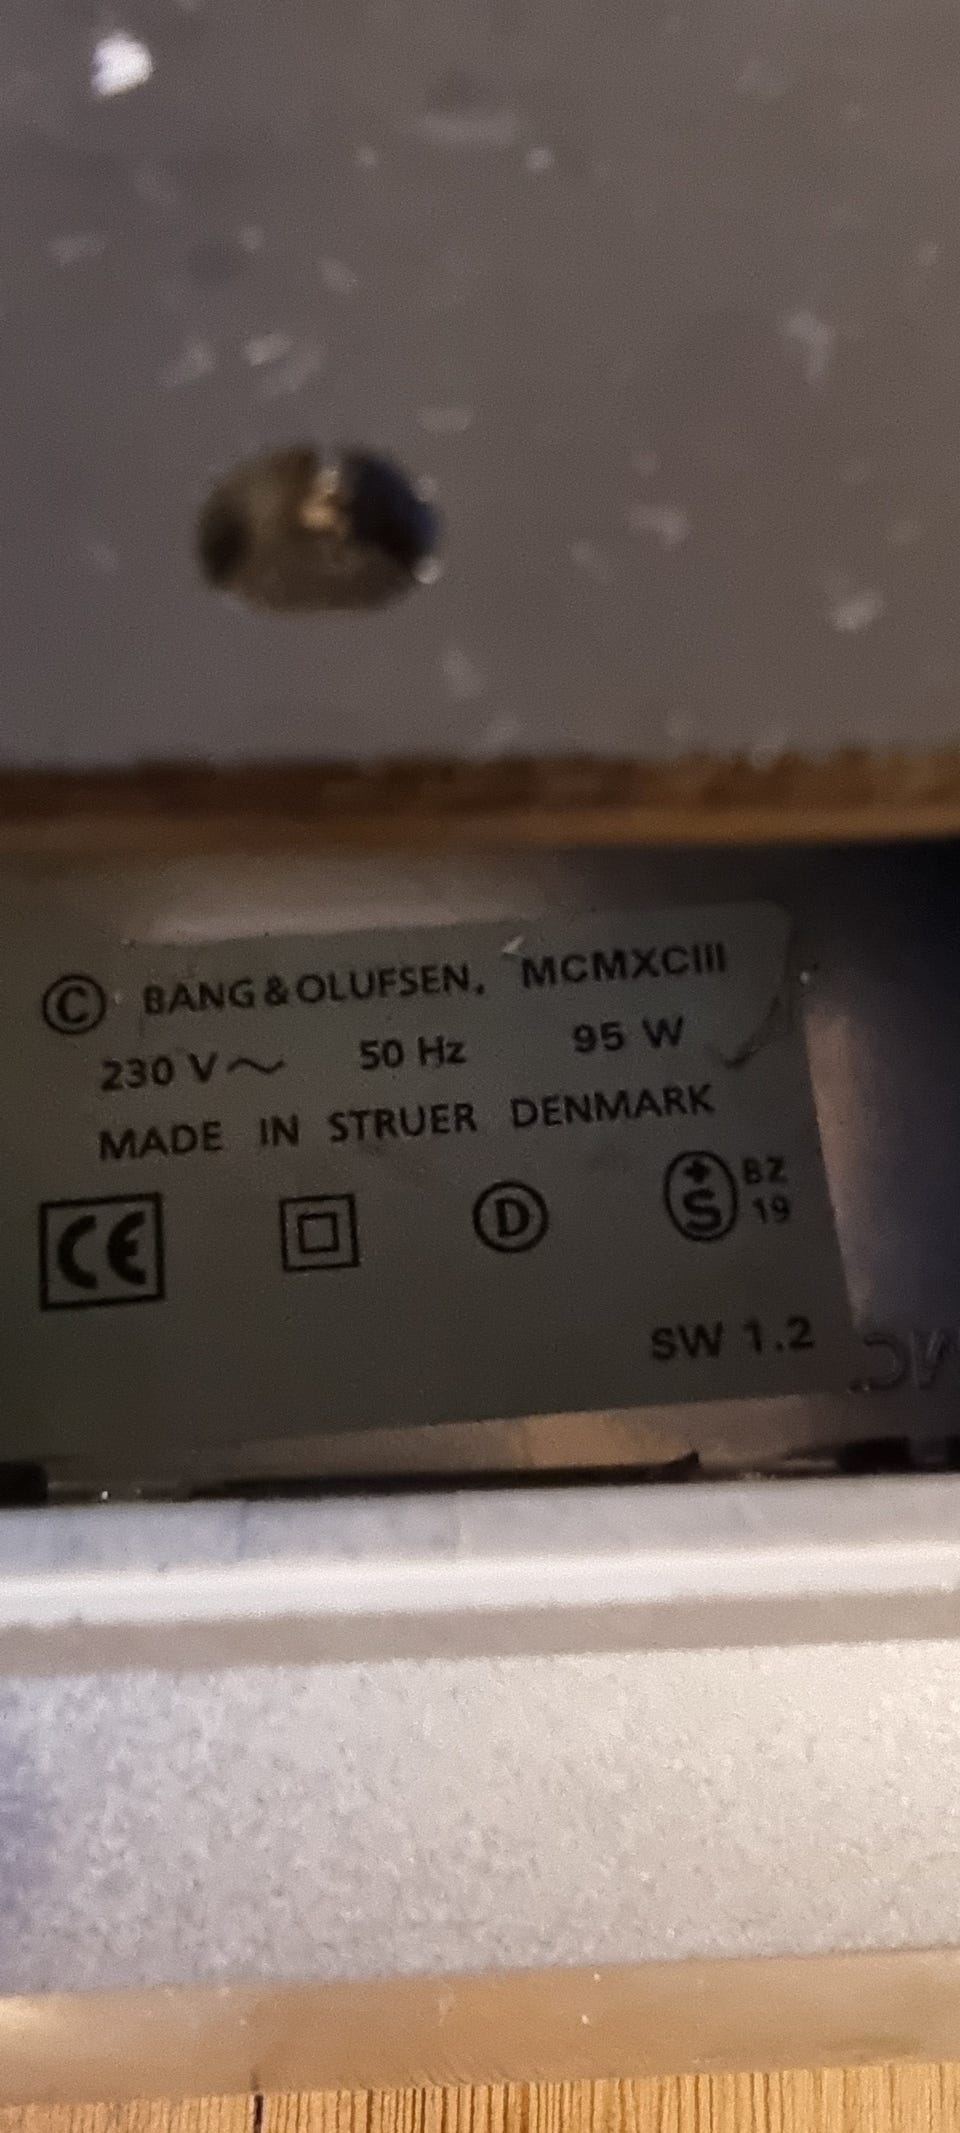 © BANG & OLUFSEN, MCMXCIII
230 V~ 50 Hz 95 W
MADE IN STRUER DENMARK
CE D +S BZ
19
SW 1.2